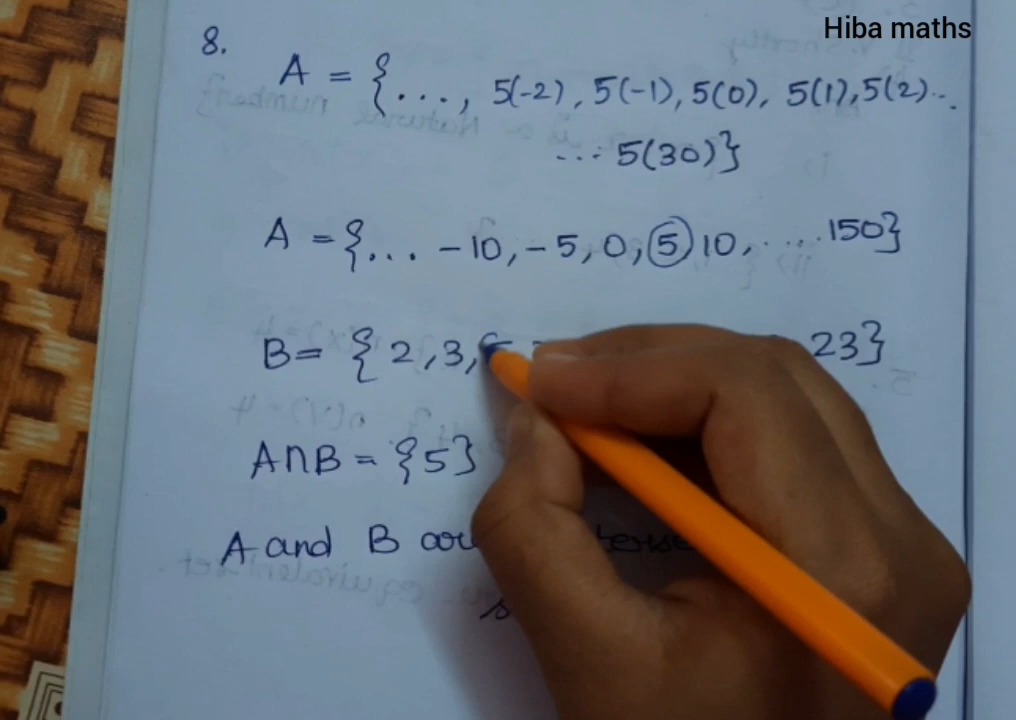 Hiba maths
8.
A = {..., 5(-2), 5(-1), 5(0), 5(1), 5(2)...
... 5(30)}
A = {... -10, -5, 0, 5, 10, .... 150}
B = { 2, 3, 23}
A∩B = {5}
A and B